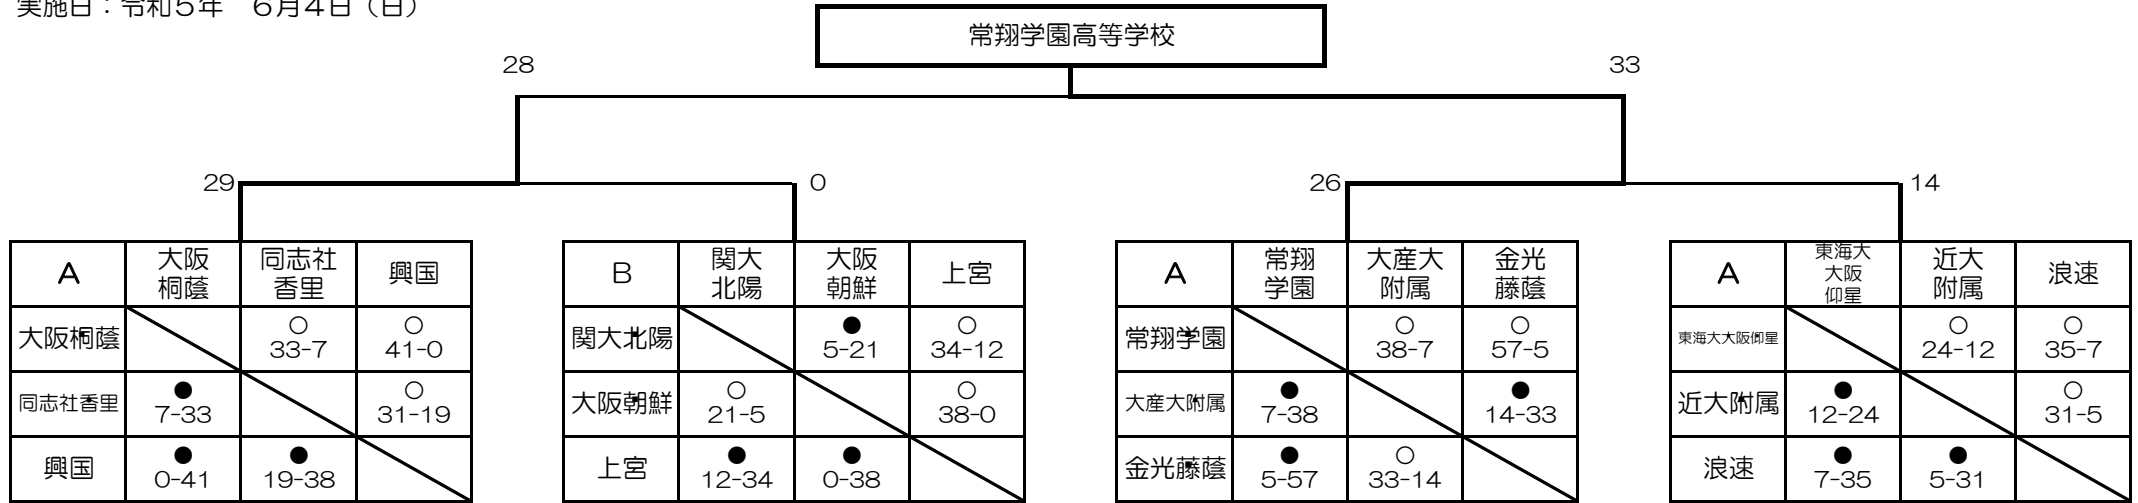 実施日：令和５年　６月４日（日）
常翔学園高等学校
28
33
29
0
26
14
A
大阪
桐蔭
同志社
香里
興国
大阪桐蔭
○
33-7
○
41-0
同志社香里
●
7-33
○
31-19
興国
●
0-41
●
19-38
B
関大
北陽
大阪
朝鮮
上宮
関大北陽
●
5-21
○
34-12
大阪朝鮮
○
21-5
○
38-0
上宮
●
12-34
●
0-38
A
常翔
学園
大産大
附属
金光
藤蔭
常翔学園
○
38-7
○
57-5
大産大附属
●
7-38
●
14-33
金光藤蔭
●
5-57
○
33-14
A
東海大
大阪
仰星
近大
附属
浪速
東海大大阪仰星
○
24-12
○
35-7
近大附属
●
12-24
○
31-5
浪速
●
7-35
●
5-31